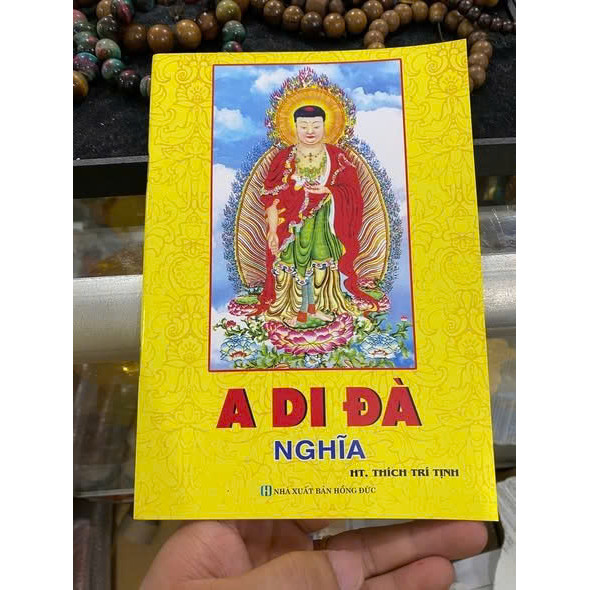 A DI ĐÀ
NGHĨA
HT. THÍCH TRÍ TỊNH
NHÀ XUẤT BẢN HỒNG ĐỨC